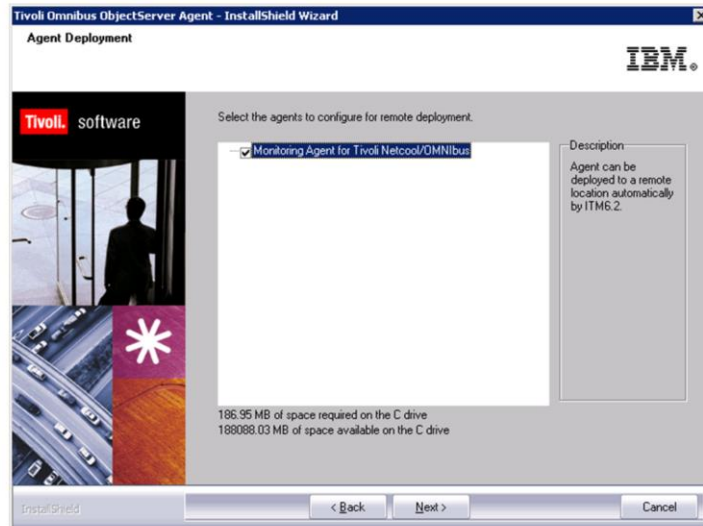 Tivoli Omnibus ObjectServer Agent - InstallShield Wizard
Agent Deployment
IBM®
Tivoli. software
Select the agents to configure for remote deployment.
Monitoring Agent for Tivoli Netcool/OMNIbus
Description
Agent can be
deployed to a remote
location automatically
by ITM6.2.
186.95 MB of space required on the C drive
188088.03 MB of space available on the C drive
InstallShield
< Back
Next >
Cancel